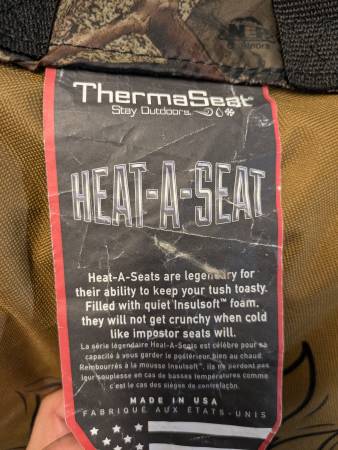 NEP
ThermaSeat
Stay Outdoors.
HEAT-A-SEAT
Heat-A-Seats are legendary for
their ability to keep your tush toasty.
Filled with quiet Insulsoft™ foam,
they will not get crunchy when cold
like impostor seats will.
La série légendaire Heat-A-Seats est célèbre pour sa
capacité à vous garder le postérieur bien au chaud.
Rembourrés à la mousse Insulsoft™, ils ne perdent pas
leur souplesse en cas de basses températures comme
c'est le cas des sièges de contrefaçon.
MADE IN USA
FABRIQUÉ AUX ÉTATS-UNIS